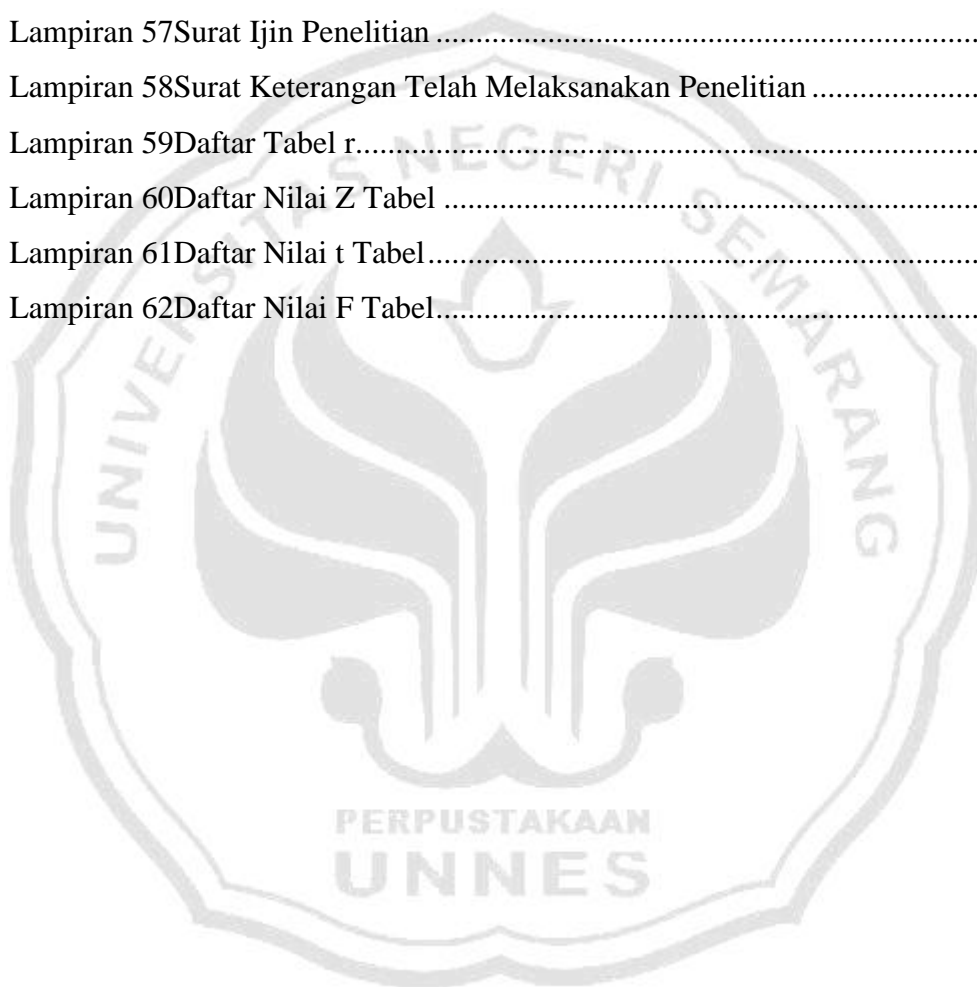 Lampiran 57Surat Ijin Penelitian ......................................................................
Lampiran 58Surat Keterangan Telah Melaksanakan Penelitian .....................
Lampiran 59Daftar Tabel r................................................................................
Lampiran 60Daftar Nilai Z Tabel .....................................................................
Lampiran 61Daftar Nilai t Tabel.......................................................................
Lampiran 62Daftar Nilai F Tabel......................................................................
UNIVERSITAS NEGERI SEMARANG
PERPUSTAKAAN
UNNES